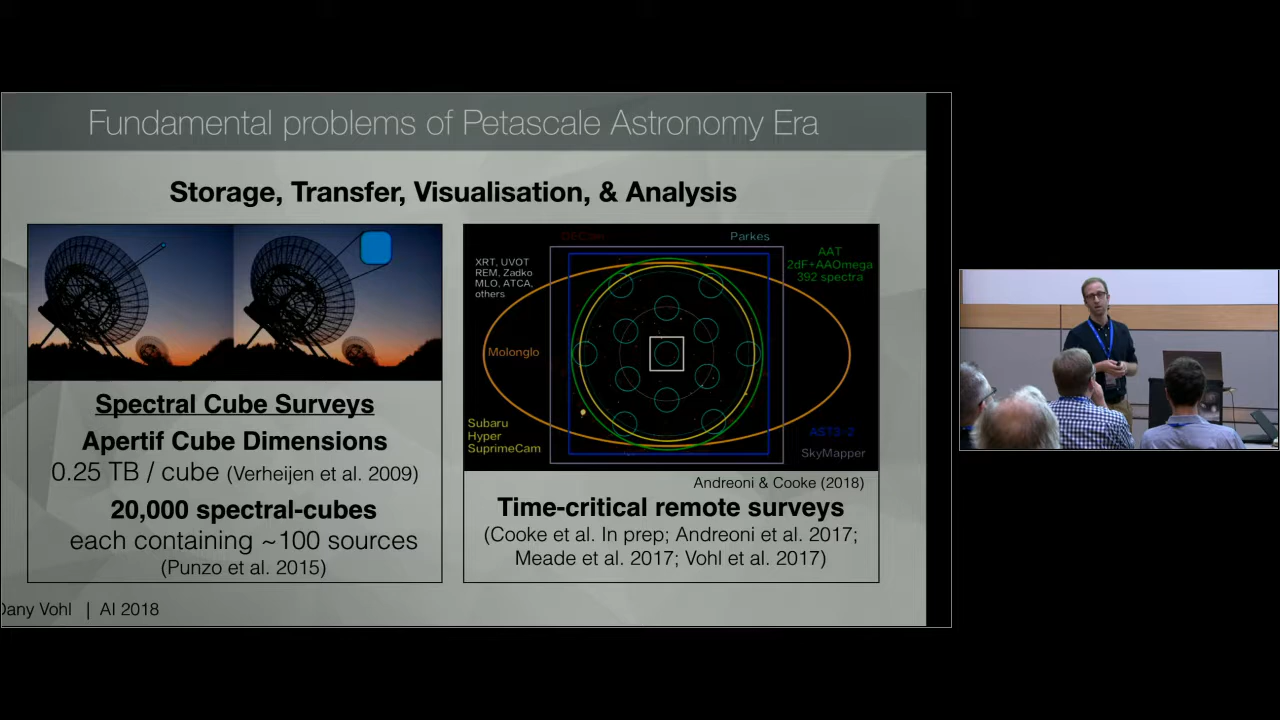 Fundamental problems of Petascale Astronomy Era
Storage, Transfer, Visualisation, & Analysis
Spectral Cube Surveys
Apertif Cube Dimensions
0.25 TB / cube (Verheijen et al. 2009)
20,000 spectral-cubes
each containing ~100 sources
(Punzo et al. 2015)
DECam
Parkes
XRT, UVOT
REM, Zadko
MLO, ATCA,
others
AAT
2dF+AAOmega
392 spectra
Molonglo
Subaru
Hyper
SuprimeCam
AST3-2
SkyMapper
Andreoni & Cooke (2018)
Time-critical remote surveys
(Cooke et al. In prep; Andreoni et al. 2017;
Meade et al. 2017; Vohl et al. 2017)
Dany Vohl | AI 2018